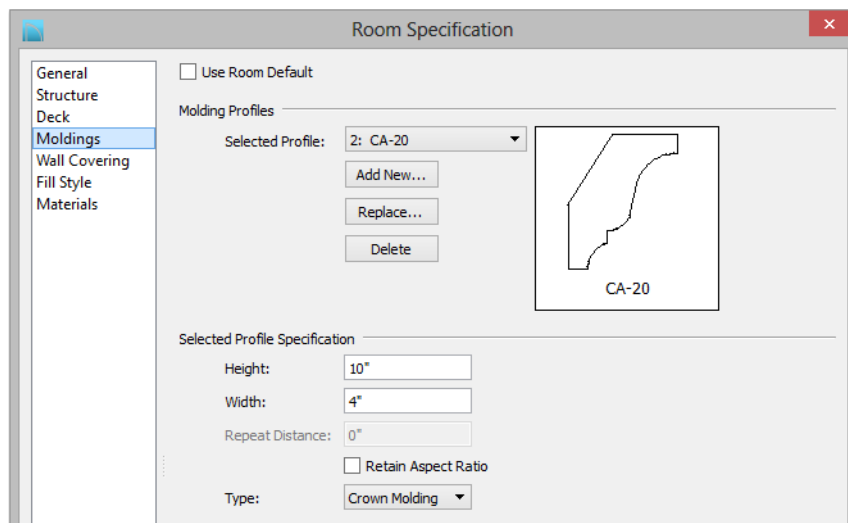 Room Specification
General
Structure
Deck
Moldings
Wall Covering
Fill Style
Materials
Use Room Default
Molding Profiles
Selected Profile: 2: CA-20
Add New...
Replace...
Delete
CA-20
Selected Profile Specification
Height: 10"
Width: 4"
Repeat Distance: 0"
Retain Aspect Ratio
Type: Crown Molding